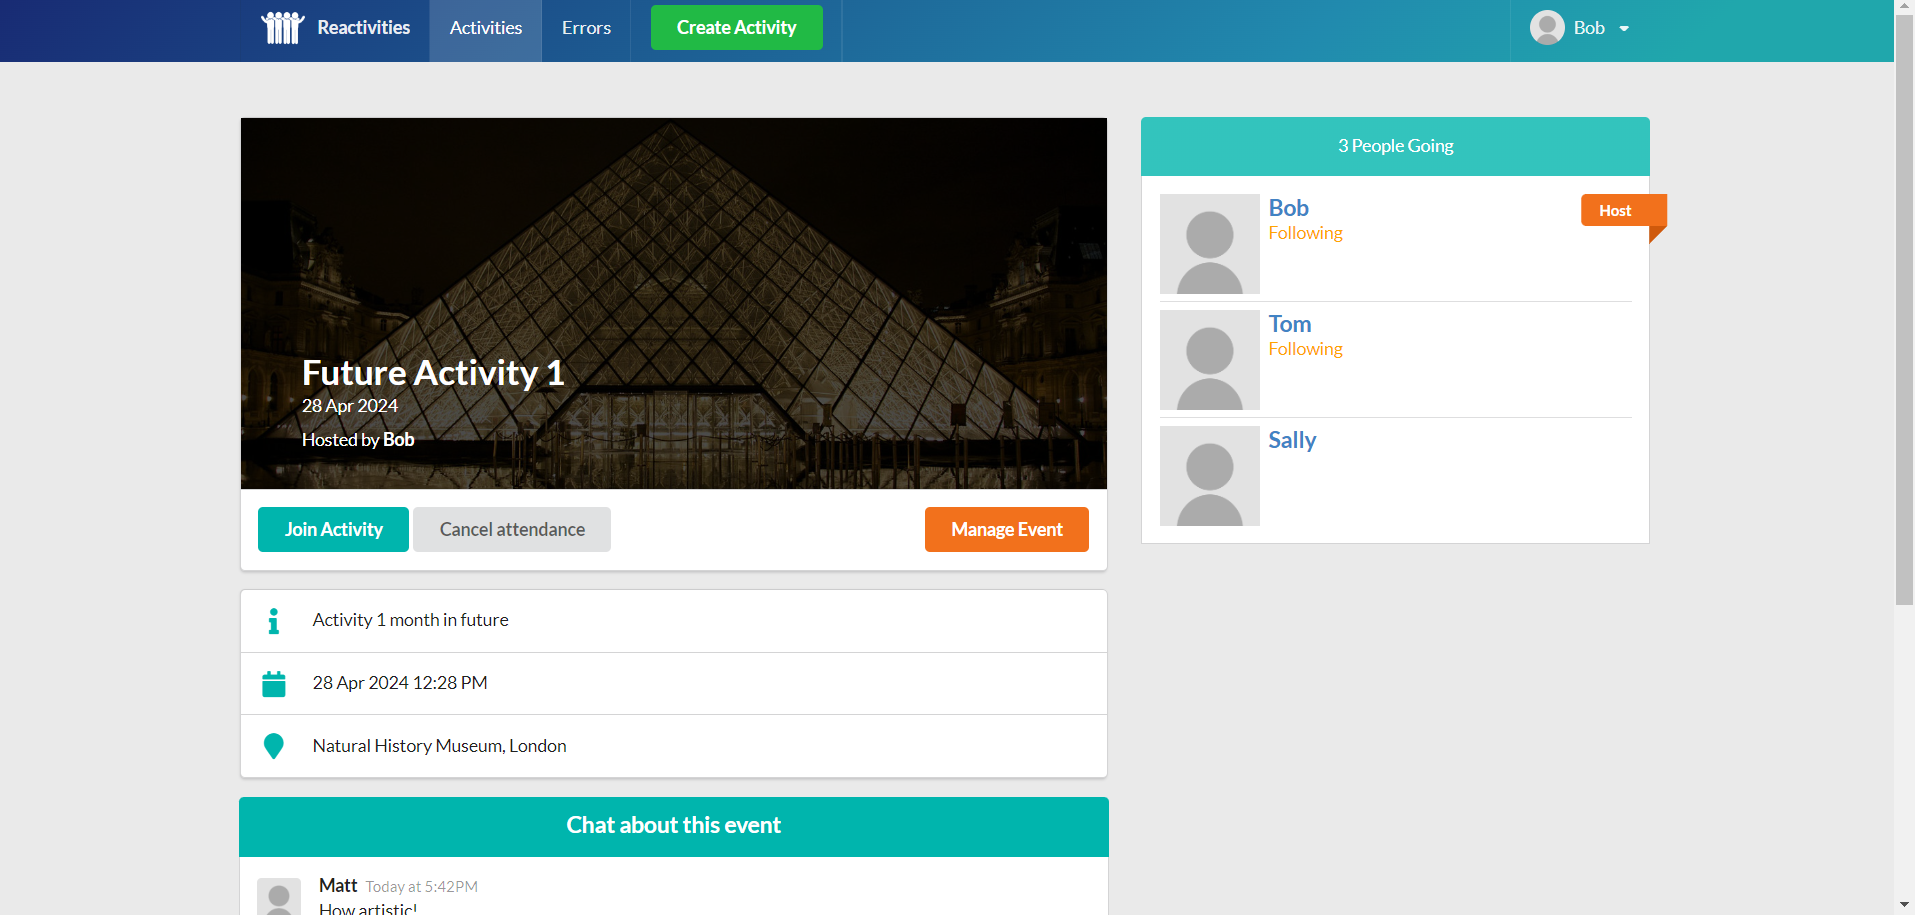 Reactivities
Activities
Errors
Create Activity
Bob
Future Activity 1
28 Apr 2024
Hosted by Bob
Join Activity
Cancel attendance
Manage Event
Activity 1 month in future
28 Apr 2024 12:28 PM
Natural History Museum, London
Chat about this event
Matt Today at 5:42PM
How artistic!
3 People Going
Bob
Following
Host
Tom
Following
Sally